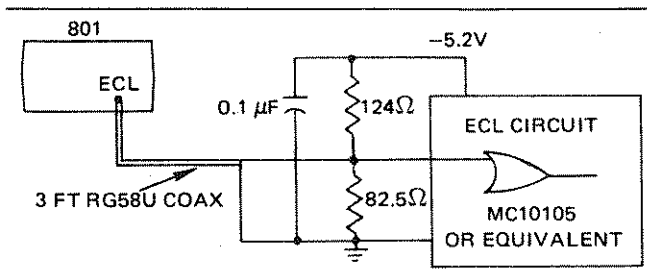 801
ECL
−5.2V
0.1 µF
124Ω
ECL CIRCUIT
3 FT RG58U COAX
82.5Ω
MC10105
OR EQUIVALENT